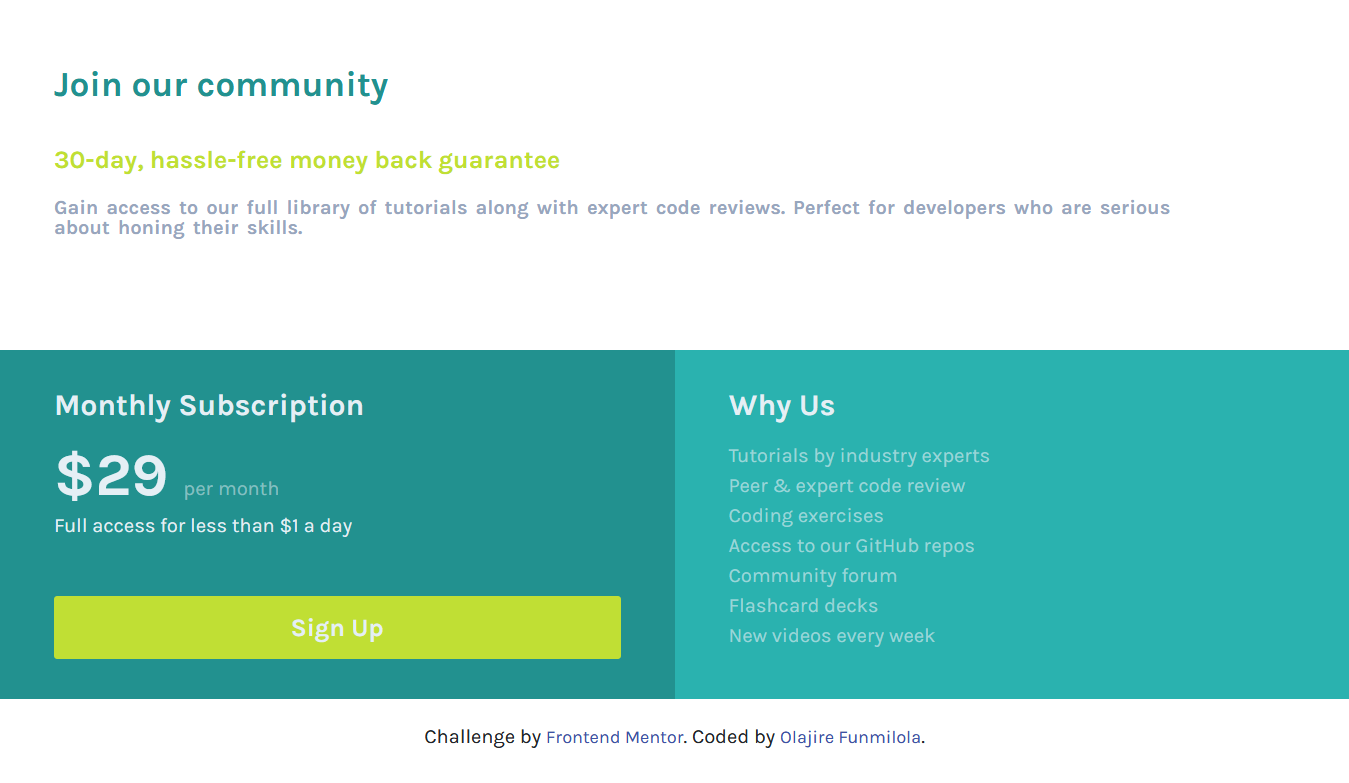 Join our community
30-day, hassle-free money back guarantee
Gain access to our full library of tutorials along with expert code reviews. Perfect for developers who are serious
about honing their skills.
Monthly Subscription
$29 per month
Full access for less than $1 a day
Sign Up
Why Us
Tutorials by industry experts
Peer & expert code review
Coding exercises
Access to our GitHub repos
Community forum
Flashcard decks
New videos every week
Challenge by Frontend Mentor. Coded by Olajire Funmilola.